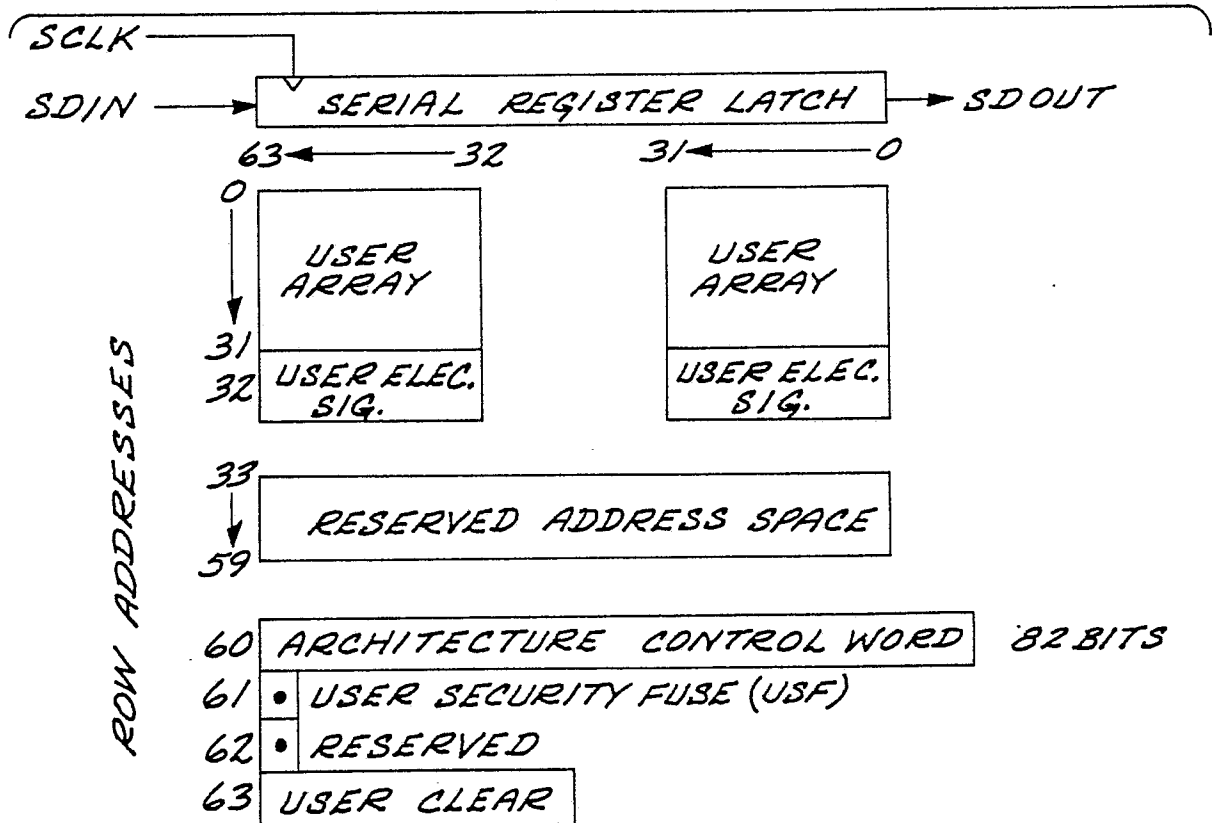 SCLK
SDIN SERIAL REGISTER LATCH SDOUT
63 32 31 0
0
USER ARRAY
USER ARRAY
31
32
USER ELEC. SIG.
USER ELEC. SIG.
33
RESERVED ADDRESS SPACE
59
ROW ADDRESSES
60 ARCHITECTURE CONTROL WORD 82 BITS
61 USER SECURITY FUSE (USF)
62 RESERVED
63 USER CLEAR